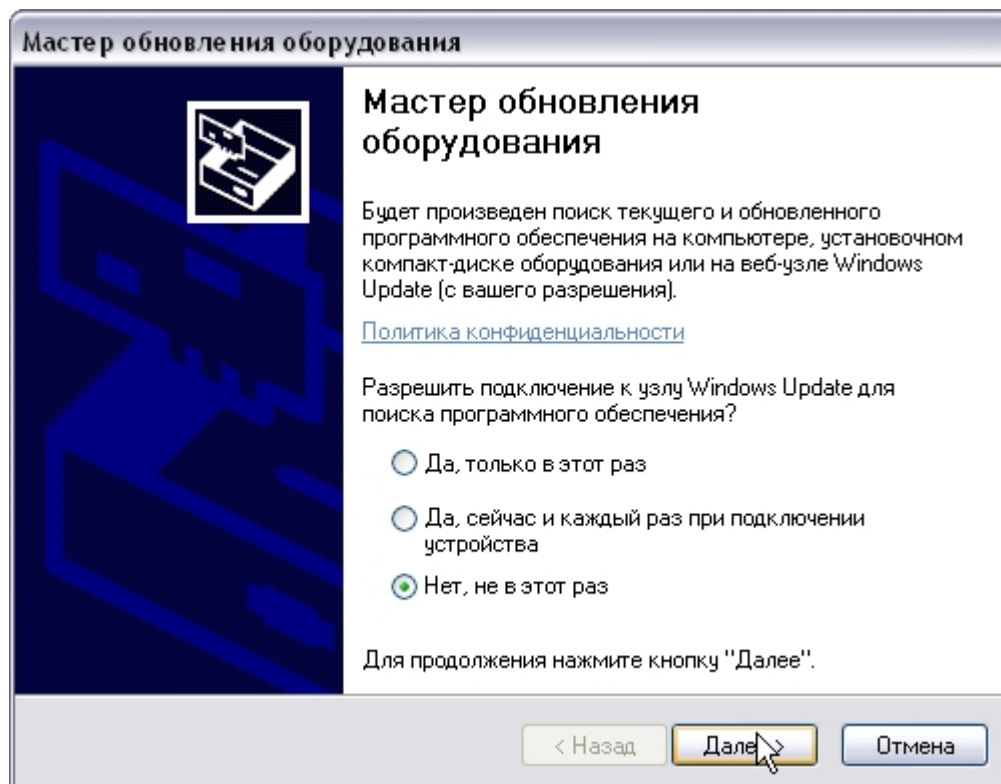 Мастер обновления оборудования
Мастер обновления
оборудования
Будет произведен поиск текущего и обновленного
программного обеспечения на компьютере, установочном
компакт-диске оборудования или на веб-узле Windows
Update (с вашего разрешения).
Политика конфиденциальности
Разрешить подключение к узлу Windows Update для
поиска программного обеспечения?
Да, только в этот раз
Да, сейчас и каждый раз при подключении
устройства
Нет, не в этот раз
Для продолжения нажмите кнопку "Далее".
< Назад Далее > Отмена